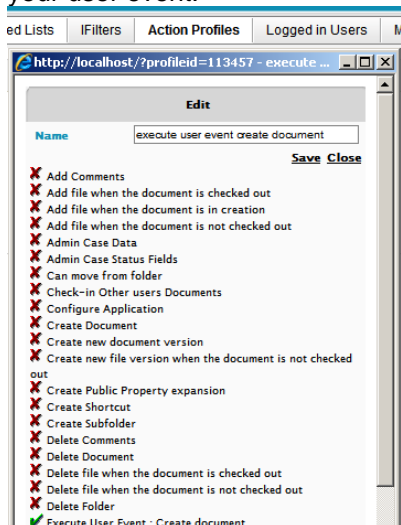 your user event.
ed Lists IFilters Action Profiles Logged in Users
http://localhost/?profileid=113457 - execute ...
Edit
Name execute user event create document
Save Close
Add Comments
Add file when the document is checked out
Add file when the document is in creation
Add file when the document is not checked out
Admin Case Data
Admin Case Status Fields
Can move from folder
Check-in Other users Documents
Configure Application
Create Document
Create new document version
Create new file version when the document is not checked
out
Create Public Property expansion
Create Shortcut
Create Subfolder
Delete Comments
Delete Document
Delete file when the document is checked out
Delete file when the document is not checked out
Delete Folder
Execute User Event : Create document